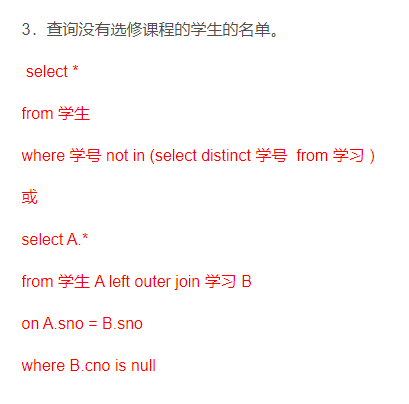 3．查询没有选修课程的学生的名单。
select *
from 学生
where 学号 not in (select distinct 学号 from 学习 )
或
select A.*
from 学生 A left outer join 学习 B
on A.sno = B.sno
where B.cno is null